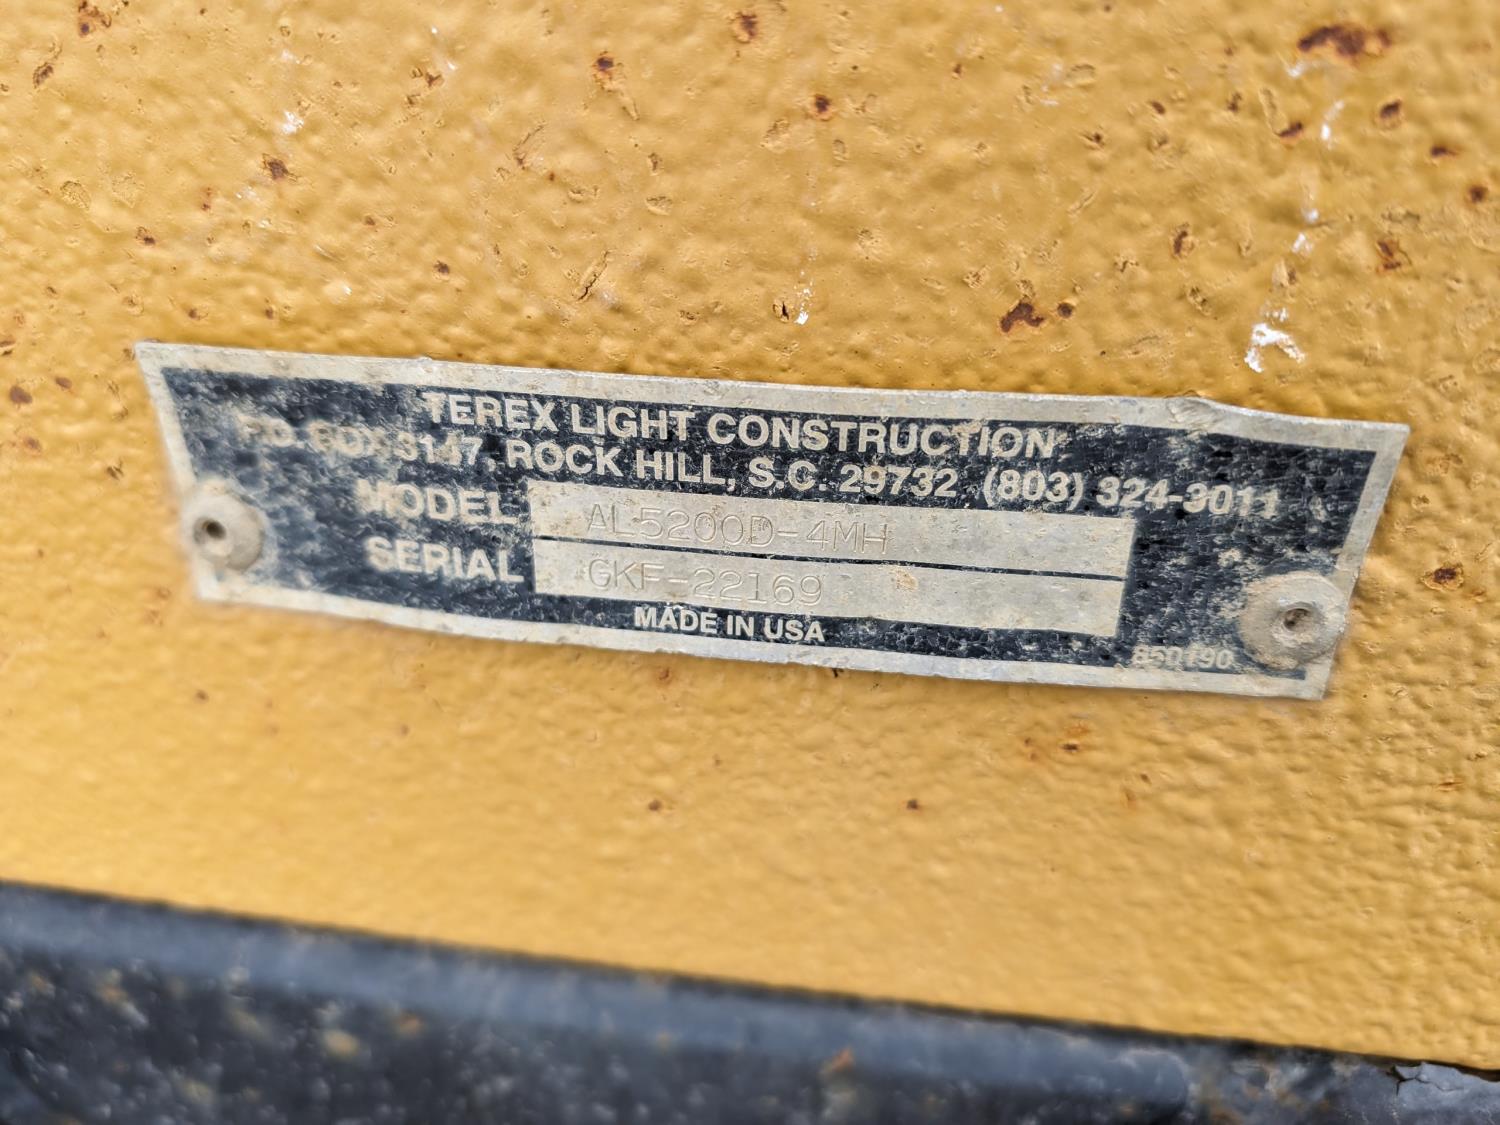 TEREX LIGHT CONSTRUCTION
PO BOX 3147, ROCK HILL, S.C. 29732 (803) 324-3011
MODEL AL5200D-4MH
SERIAL GKF-22169
MADE IN USA